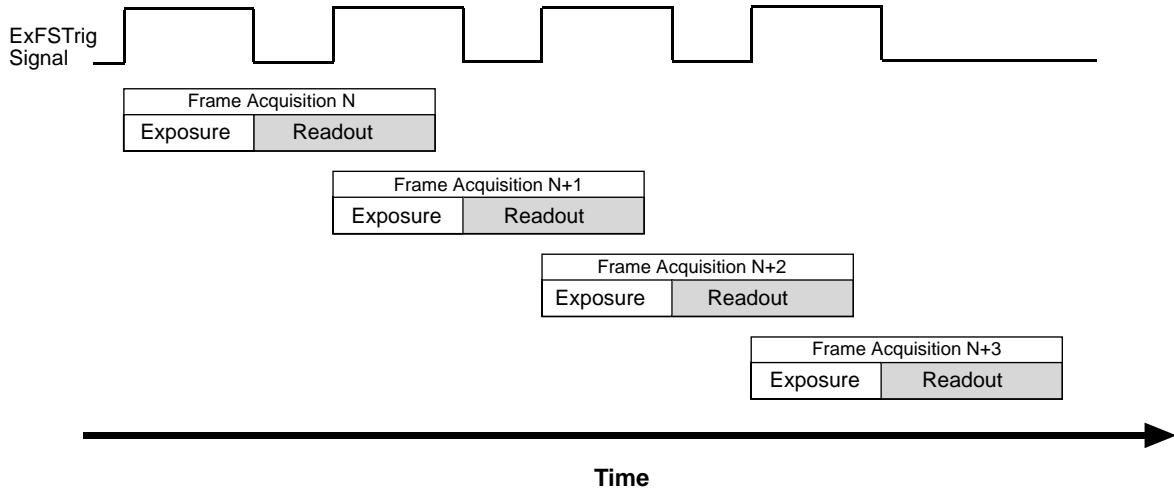 ExFSTrig
Signal
Frame Acquisition N
Exposure Readout
Frame Acquisition N+1
Exposure Readout
Frame Acquisition N+2
Exposure Readout
Frame Acquisition N+3
Exposure Readout
Time